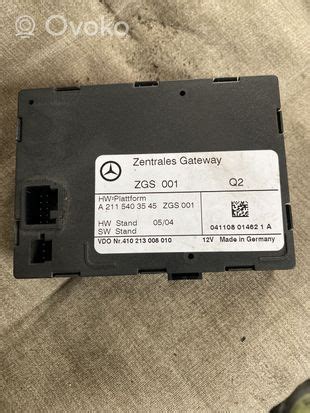 Ovoko
Zentrales Gateway
ZGS 001 Q2
HW-Plattform
A 211 540 35 45 ZGS 001
HW Stand 05/04
SW Stand
VDO Nr.410 213 008 010 12V Made in Germany
041108 01462 1 A